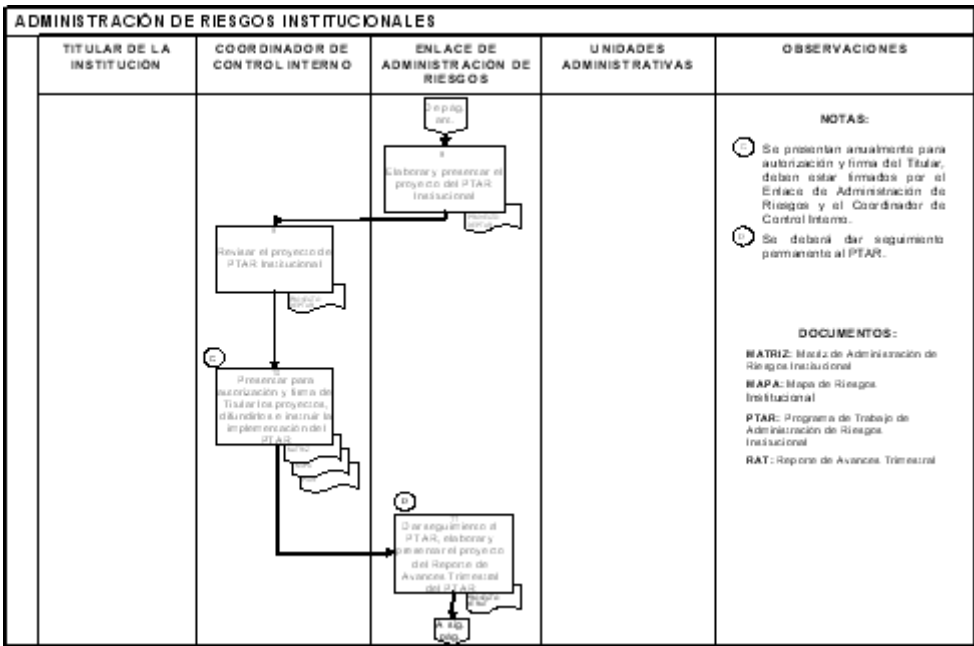 ADMINISTRACIÓN DE RIESGOS INSTITUCIONALES
TITULAR DE LA
INSTITUCIÓN
COORDINADOR DE
CONTROL INTERNO
ENLACE DE
ADMINISTRACIÓN DE
RIESGOS
UNIDADES
ADMINISTRATIVAS
OBSERVACIONES
De pag.
ant.
Elaborar y presentar el
proyecto del PTAR
Institucional
Revisar el proyecto de
PTAR Institucional
C
Presentar para
autorización y firma de
Titular los proyectos,
difundirlos e instruir la
implementación del
PTAR
D
Dar seguimiento al
PTAR, elaborar y
presentar el proyecto
del Reporte de
Avances Trimestral
del PTAR
A sig.
pág.
NOTAS:
C Se presentan anualmente para
autorización y firma del Titular,
deben estar firmados por el
Enlace de Administración de
Riesgos y el Coordinador de
Control Interno.
D Se deberá dar seguimiento
permanente al PTAR.
DOCUMENTOS:
MATRIZ: Matriz de Administración de
Riesgos Institucional
MAPA: Mapa de Riesgos
Institucional
PTAR: Programa de Trabajo de
Administración de Riesgos
Institucional
RAT: Reporte de Avances Trimestral